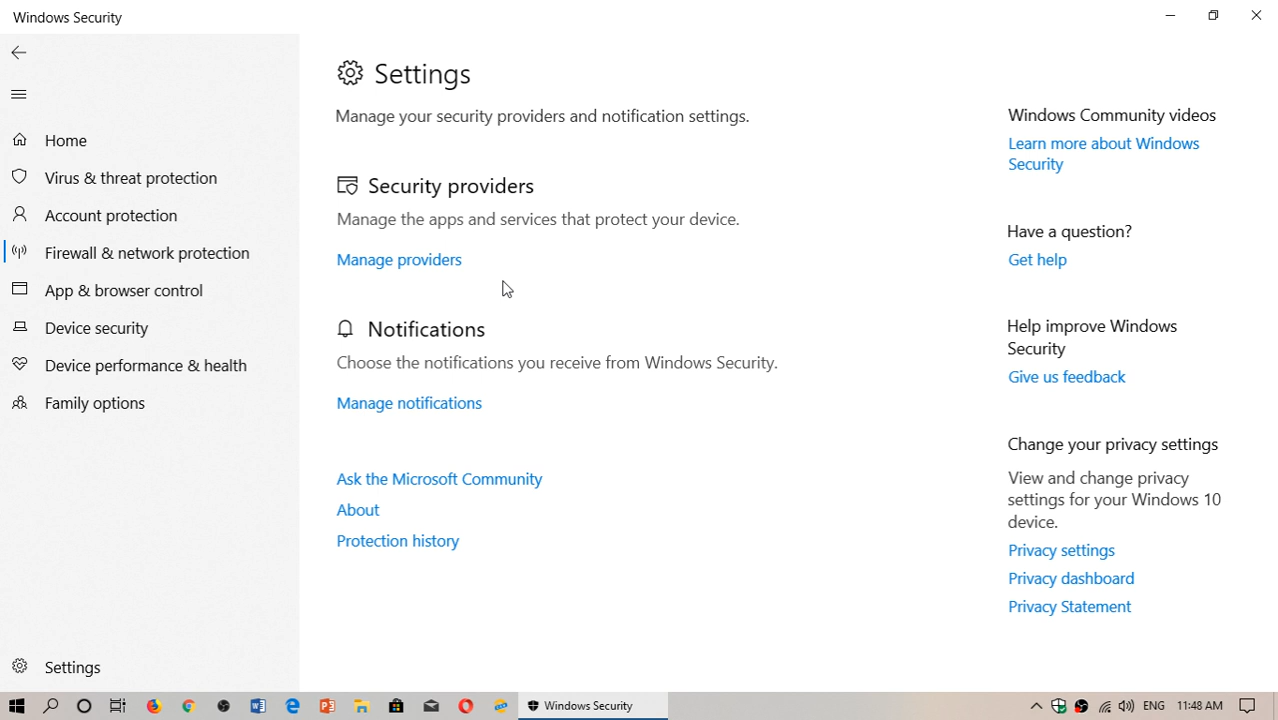 Windows Security
Home
Virus & threat protection
Account protection
Firewall & network protection
App & browser control
Device security
Device performance & health
Family options
Settings
Settings
Manage your security providers and notification settings.
Security providers
Manage the apps and services that protect your device.
Manage providers
Notifications
Choose the notifications you receive from Windows Security.
Manage notifications
Ask the Microsoft Community
About
Protection history
Windows Community videos
Learn more about Windows
Security
Have a question?
Get help
Help improve Windows
Security
Give us feedback
Change your privacy settings
View and change privacy
settings for your Windows 10
device.
Privacy settings
Privacy dashboard
Privacy Statement
Windows Security
ENG
11:48 AM